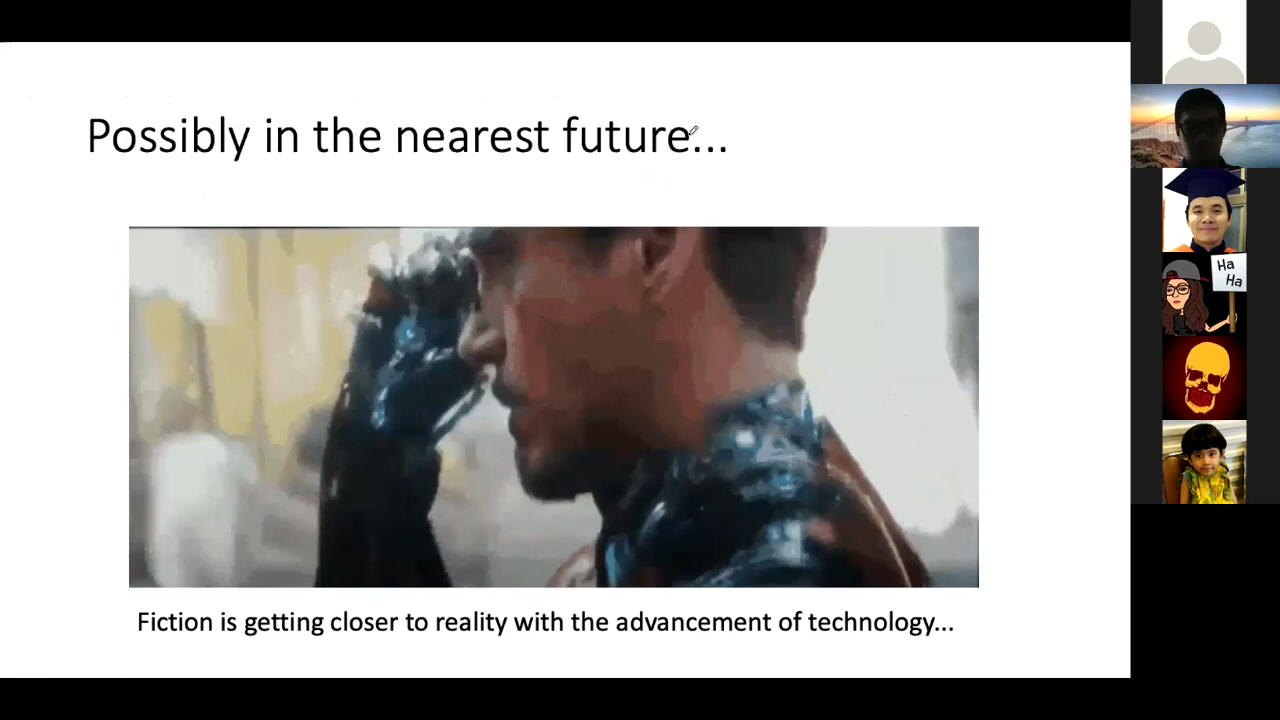 Possibly in the nearest future...
Fiction is getting closer to reality with the advancement of technology...
Ha
Ha